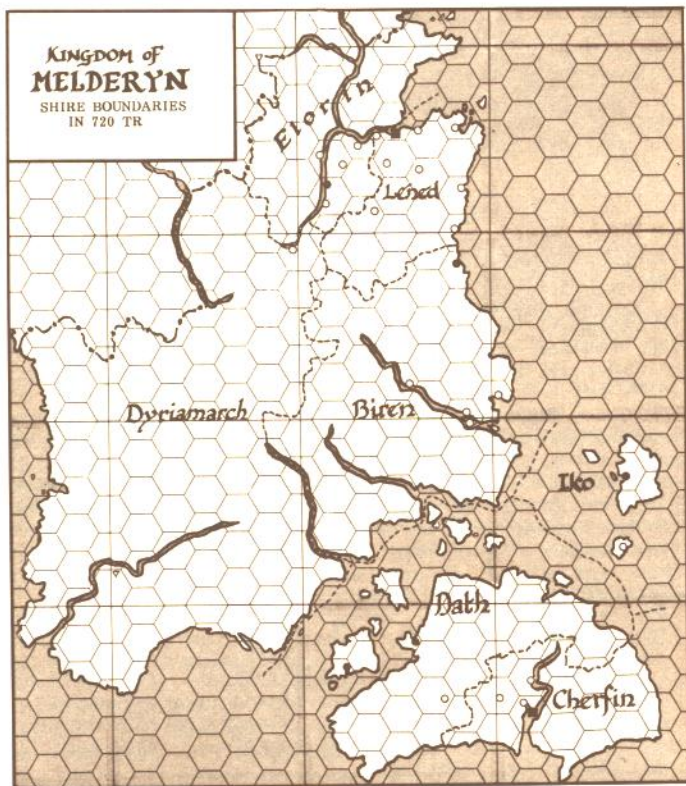 KINGDOM OF
MELDERYN
SHIRE BOUNDARIES
IN 720 TR
Elorin
Lened
Dyriamarch
Biren
Iko
Dath
Cherfin